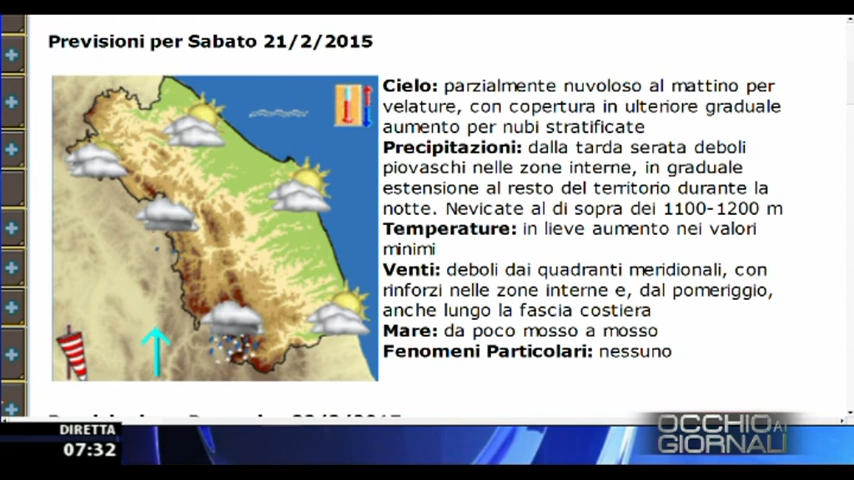 Previsioni per Sabato 21/2/2015
Cielo: parzialmente nuvoloso al mattino per
velature, con copertura in ulteriore graduale
aumento per nubi stratificate
Precipitazioni: dalla tarda serata deboli
piovaschi nelle zone interne, in graduale
estensione al resto del territorio durante la
notte. Nevicate al di sopra dei 1100-1200 m
Temperature: in lieve aumento nei valori
minimi
Venti: deboli dai quadranti meridionali, con
rinforzi nelle zone interne e, dal pomeriggio,
anche lungo la fascia costiera
Mare: da poco mosso a mosso
Fenomeni Particolari: nessuno
DIRETTA
07:32
OCCHIO AI
GIORNALI